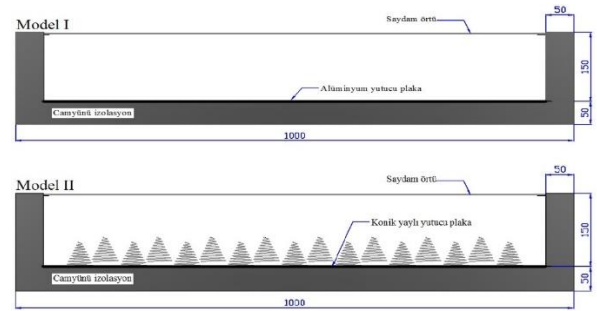 Model I
Saydam örtü
50
150
Alüminyum yutucu plaka
Camyünü izolasyon
50
1000
Model II
Saydam örtü
50
150
Konik yaylı yutucu plaka
Camyünü izolasyon
50
1000